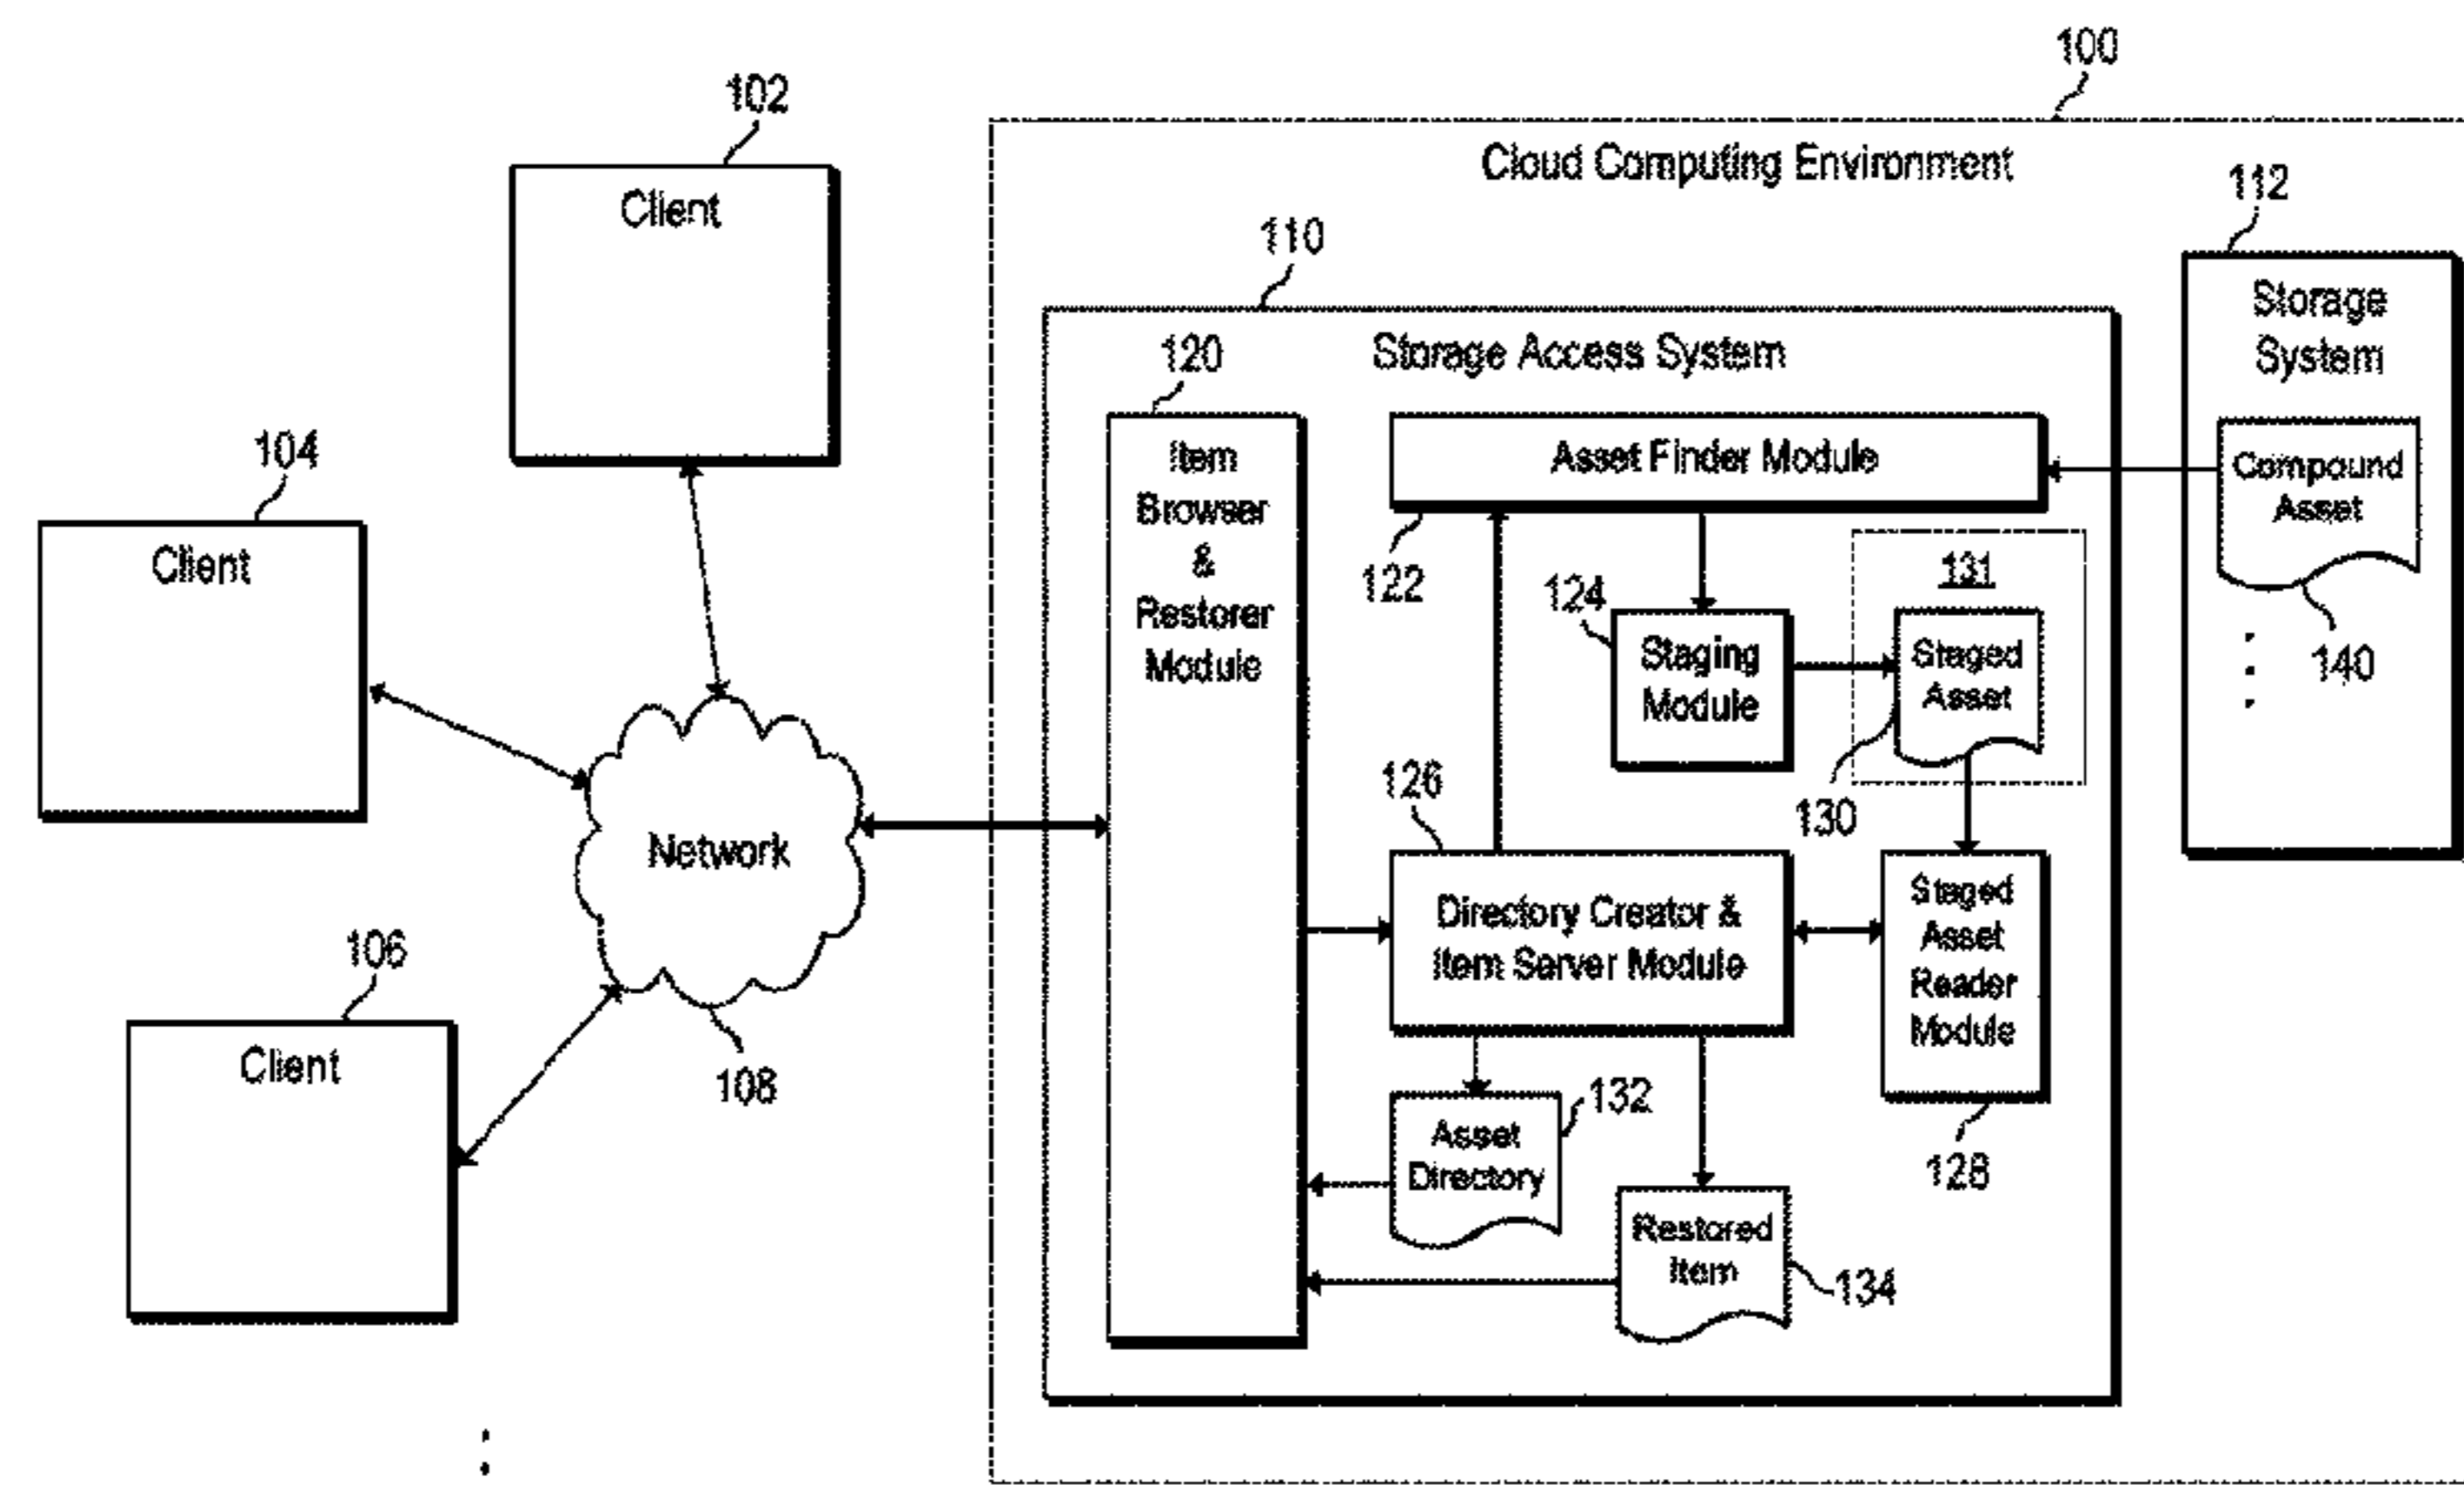 100
102
Cloud Computing Environment
Client
112
110
Storage
System
104
120
Storage Access System
Item
Browser
&
Restorer
Module
Asset Finder Module
Compound
Asset
Client
122
124
131
140
Staging
Module
Staged
Asset
126
130
Network
Directory Creator &
Item Server Module
Staged
Asset
Reader
Module
106
Client
108
132
Asset
Directory
128
Restored
Item
134